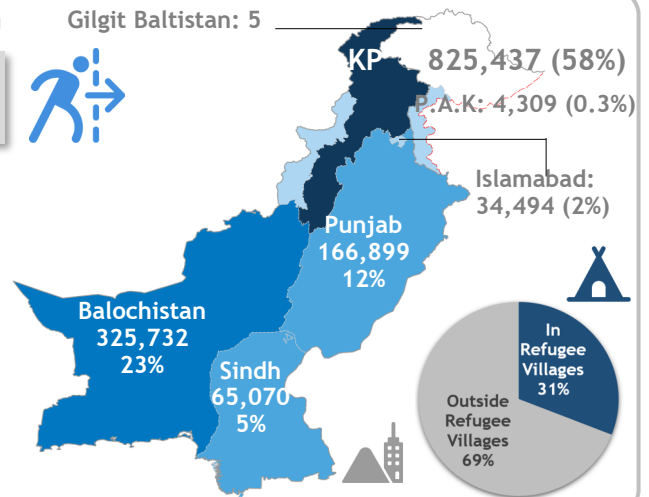 Gilgit Baltistan: 5
KP 825,437 (58%)
P.A.K: 4,309 (0.3%)
Islamabad:
34,494 (2%)
Punjab
166,899
12%
Balochistan
325,732
23%
Sindh
65,070
5%
In
Refugee
Villages
31%
Outside
Refugee
Villages
69%